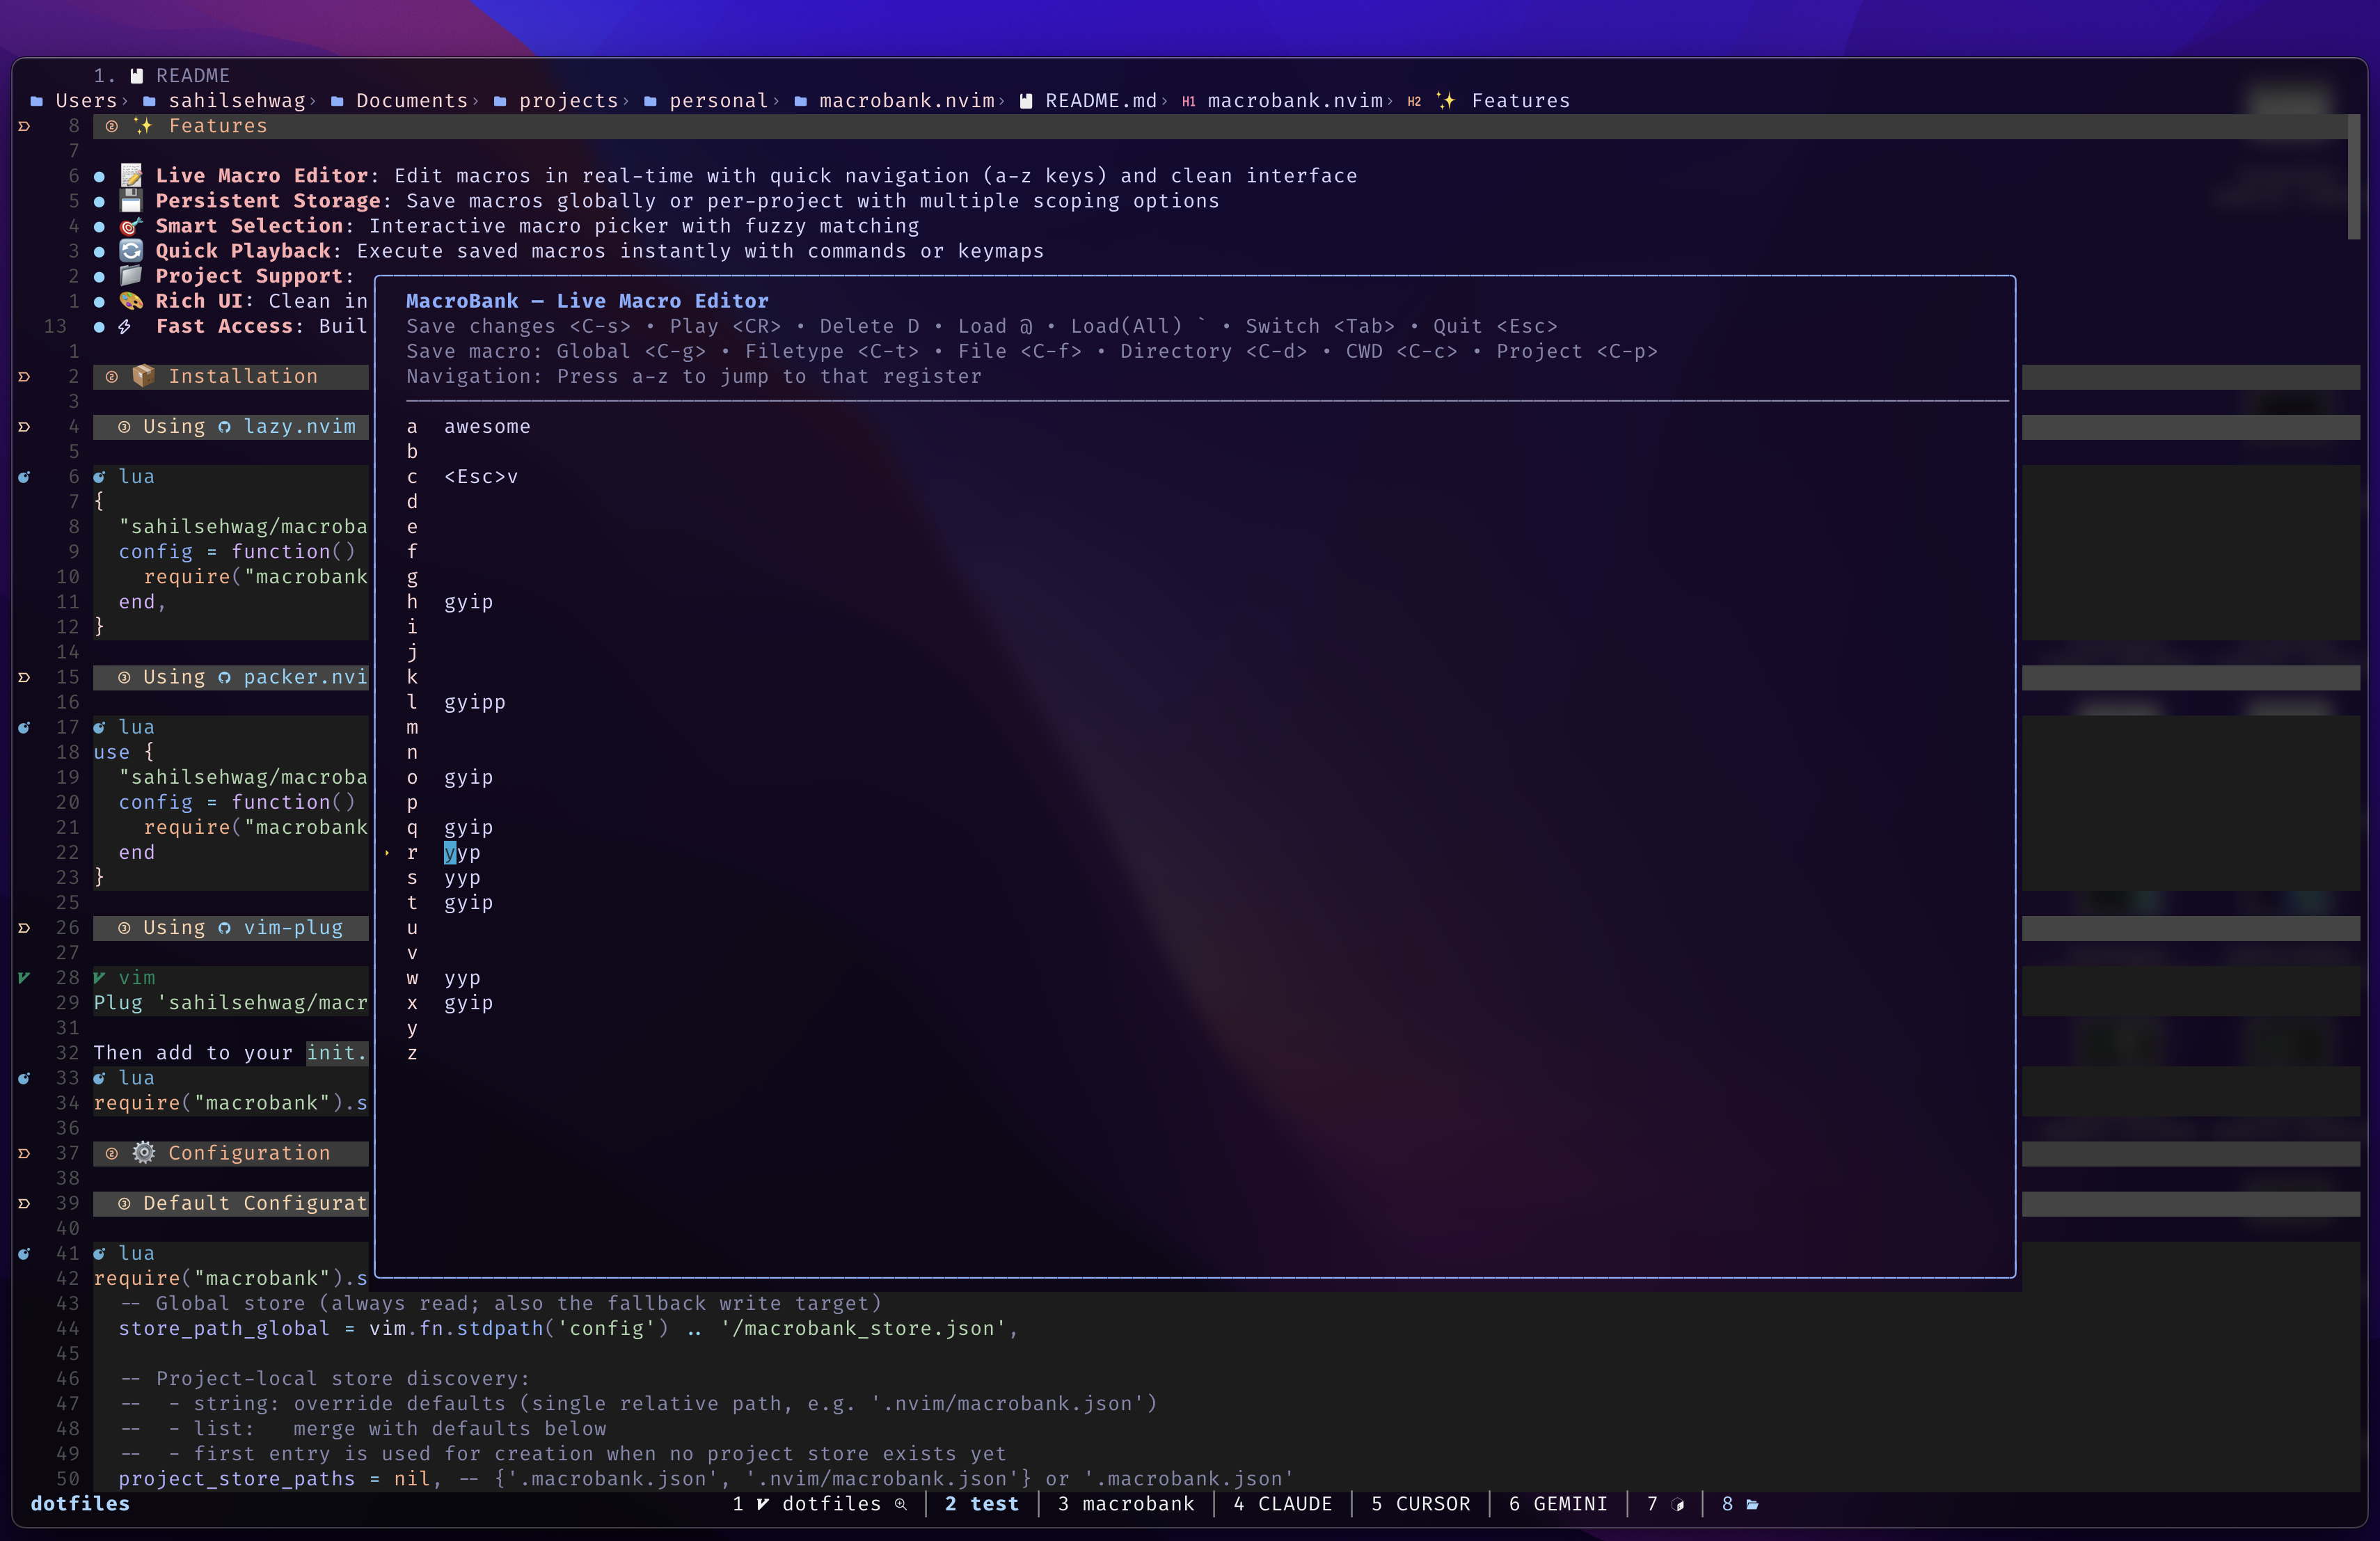 1. README
Users› sahilsehwag› Documents› projects› personal› macrobank.nvim› README.md› H1 macrobank.nvim› H2 ✨ Features
8 ② ✨ Features
7
6 ● 📝 Live Macro Editor: Edit macros in real-time with quick navigation (a-z keys) and clean interface
5 ● 💾 Persistent Storage: Save macros globally or per-project with multiple scoping options
4 ● 🎯 Smart Selection: Interactive macro picker with fuzzy matching
3 ● 🔄 Quick Playback: Execute saved macros instantly with commands or keymaps
2 ● 📁 Project Support:
1 ● 🎨 Rich UI: Clean in
13 ● ⚡ Fast Access: Buil
1
2 ② 📦 Installation
3
4 ③ Using lazy.nvim
5
6 lua
7 {
8 "sahilsehwag/macroba
9 config = function()
10 require("macrobank
11 end,
12 }
14
15 ③ Using packer.nvi
16
17 lua
18 use {
19 "sahilsehwag/macroba
20 config = function()
21 require("macrobank
22 end
23 }
25
26 ③ Using vim-plug
27
28 vim
29 Plug 'sahilsehwag/macr
31
32 Then add to your init.
33 lua
34 require("macrobank").s
36
37 ② ⚙️ Configuration
38
39 ③ Default Configurat
40
41 lua
42 require("macrobank").s
43 -- Global store (always read; also the fallback write target)
44 store_path_global = vim.fn.stdpath('config') .. '/macrobank_store.json',
45
46 -- Project-local store discovery:
47 -- - string: override defaults (single relative path, e.g. '.nvim/macrobank.json')
48 -- - list: merge with defaults below
49 -- - first entry is used for creation when no project store exists yet
50 project_store_paths = nil, -- {'.macrobank.json', '.nvim/macrobank.json'} or '.macrobank.json'
MacroBank — Live Macro Editor
Save changes <C-s> • Play <CR> • Delete D • Load @ • Load(All) ` • Switch <Tab> • Quit <Esc>
Save macro: Global <C-g> • Filetype <C-t> • File <C-f> • Directory <C-d> • CWD <C-c> • Project <C-p>
Navigation: Press a-z to jump to that register
a awesome
b
c <Esc>v
d
e
f
g
h gyip
i
j
k
l gyipp
m
n
o gyip
p
q gyip
r yyp
s yyp
t gyip
u
v
w yyp
x gyip
y
z
dotfiles 1 dotfiles │ 2 test │ 3 macrobank │ 4 CLAUDE │ 5 CURSOR │ 6 GEMINI │ 7 │ 8